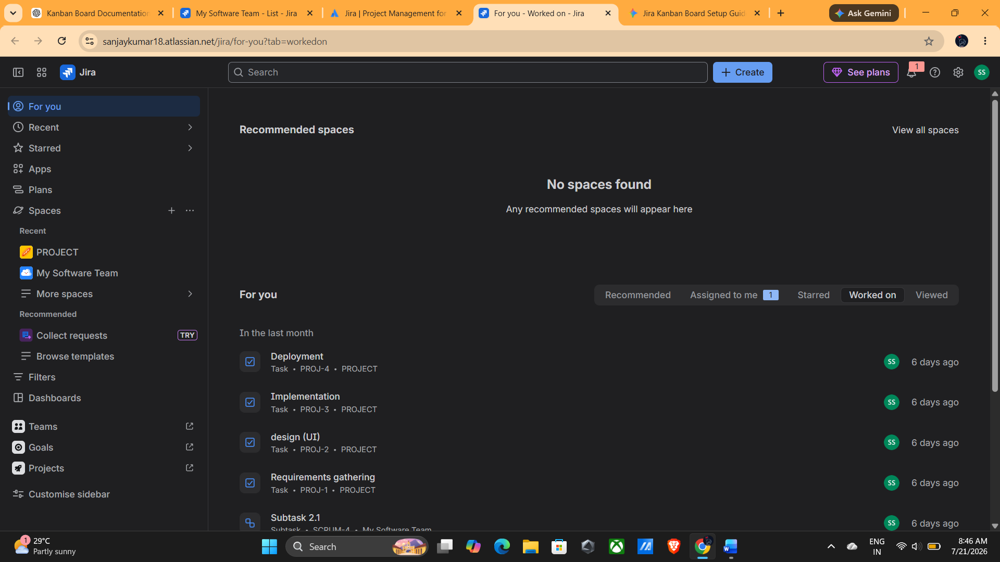 Kanban Board Documentation
My Software Team - List - Jira
Jira | Project Management for
For you - Worked on - Jira
Jira Kanban Board Setup Guid
Ask Gemini
sanjaykumar18.atlassian.net/jira/for-you?tab=workedon
Jira
Search
Create
See plans
1
SS
For you
Recent
Starred
Apps
Plans
Spaces
Recent
PROJECT
My Software Team
More spaces
Recommended
Collect requests
TRY
Browse templates
Filters
Dashboards
Teams
Goals
Projects
Customise sidebar
Recommended spaces
View all spaces
No spaces found
Any recommended spaces will appear here
For you
Recommended
Assigned to me 1
Starred
Worked on
Viewed
In the last month
Deployment
Task • PROJ-4 • PROJECT
SS
6 days ago
Implementation
Task • PROJ-3 • PROJECT
SS
6 days ago
design (UI)
Task • PROJ-2 • PROJECT
SS
6 days ago
Requirements gathering
Task • PROJ-1 • PROJECT
SS
6 days ago
Subtask 2.1
Subtask • SCRUM-4 • My Software Team
SS
6 days ago
1
29°C
Partly sunny
Search
W
ENG
IN
8:46 AM
7/21/2026